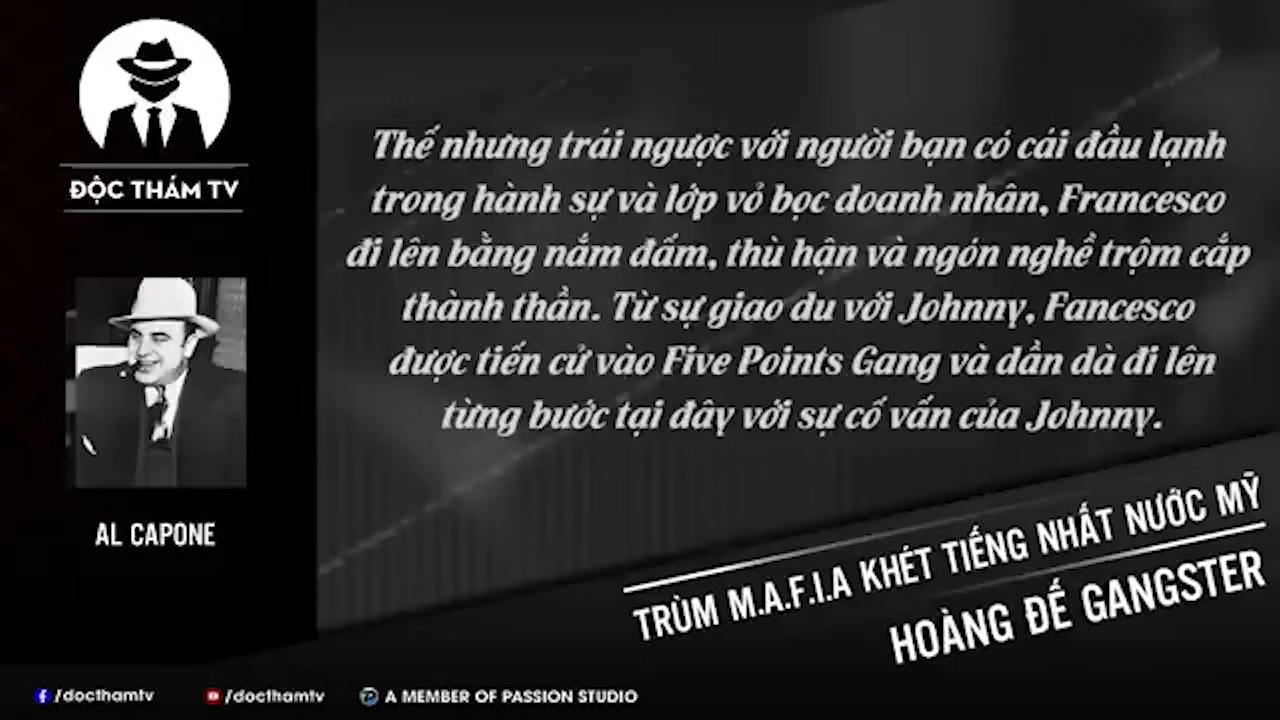 ĐỘC THÁM TV
AL CAPONE
Thế nhưng trái ngược với người bạn có cái đầu lạnh
trong hành sự và lớp vỏ bọc doanh nhân, Francesco
đi lên bằng nắm đấm, thù hận và ngón nghề trộm cắp
thành thần. Từ sự giao du với Johnny, Fancesco
được tiến cử vào Five Points Gang và dần dà đi lên
từng bước tại đây với sự cố vấn của Johnny.
TRÙM M.A.F.I.A KHÉT TIẾNG NHẤT NƯỚC MỸ
HOÀNG ĐẾ GANGSTER
/docthamtv
/docthamtv
A MEMBER OF PASSION STUDIO